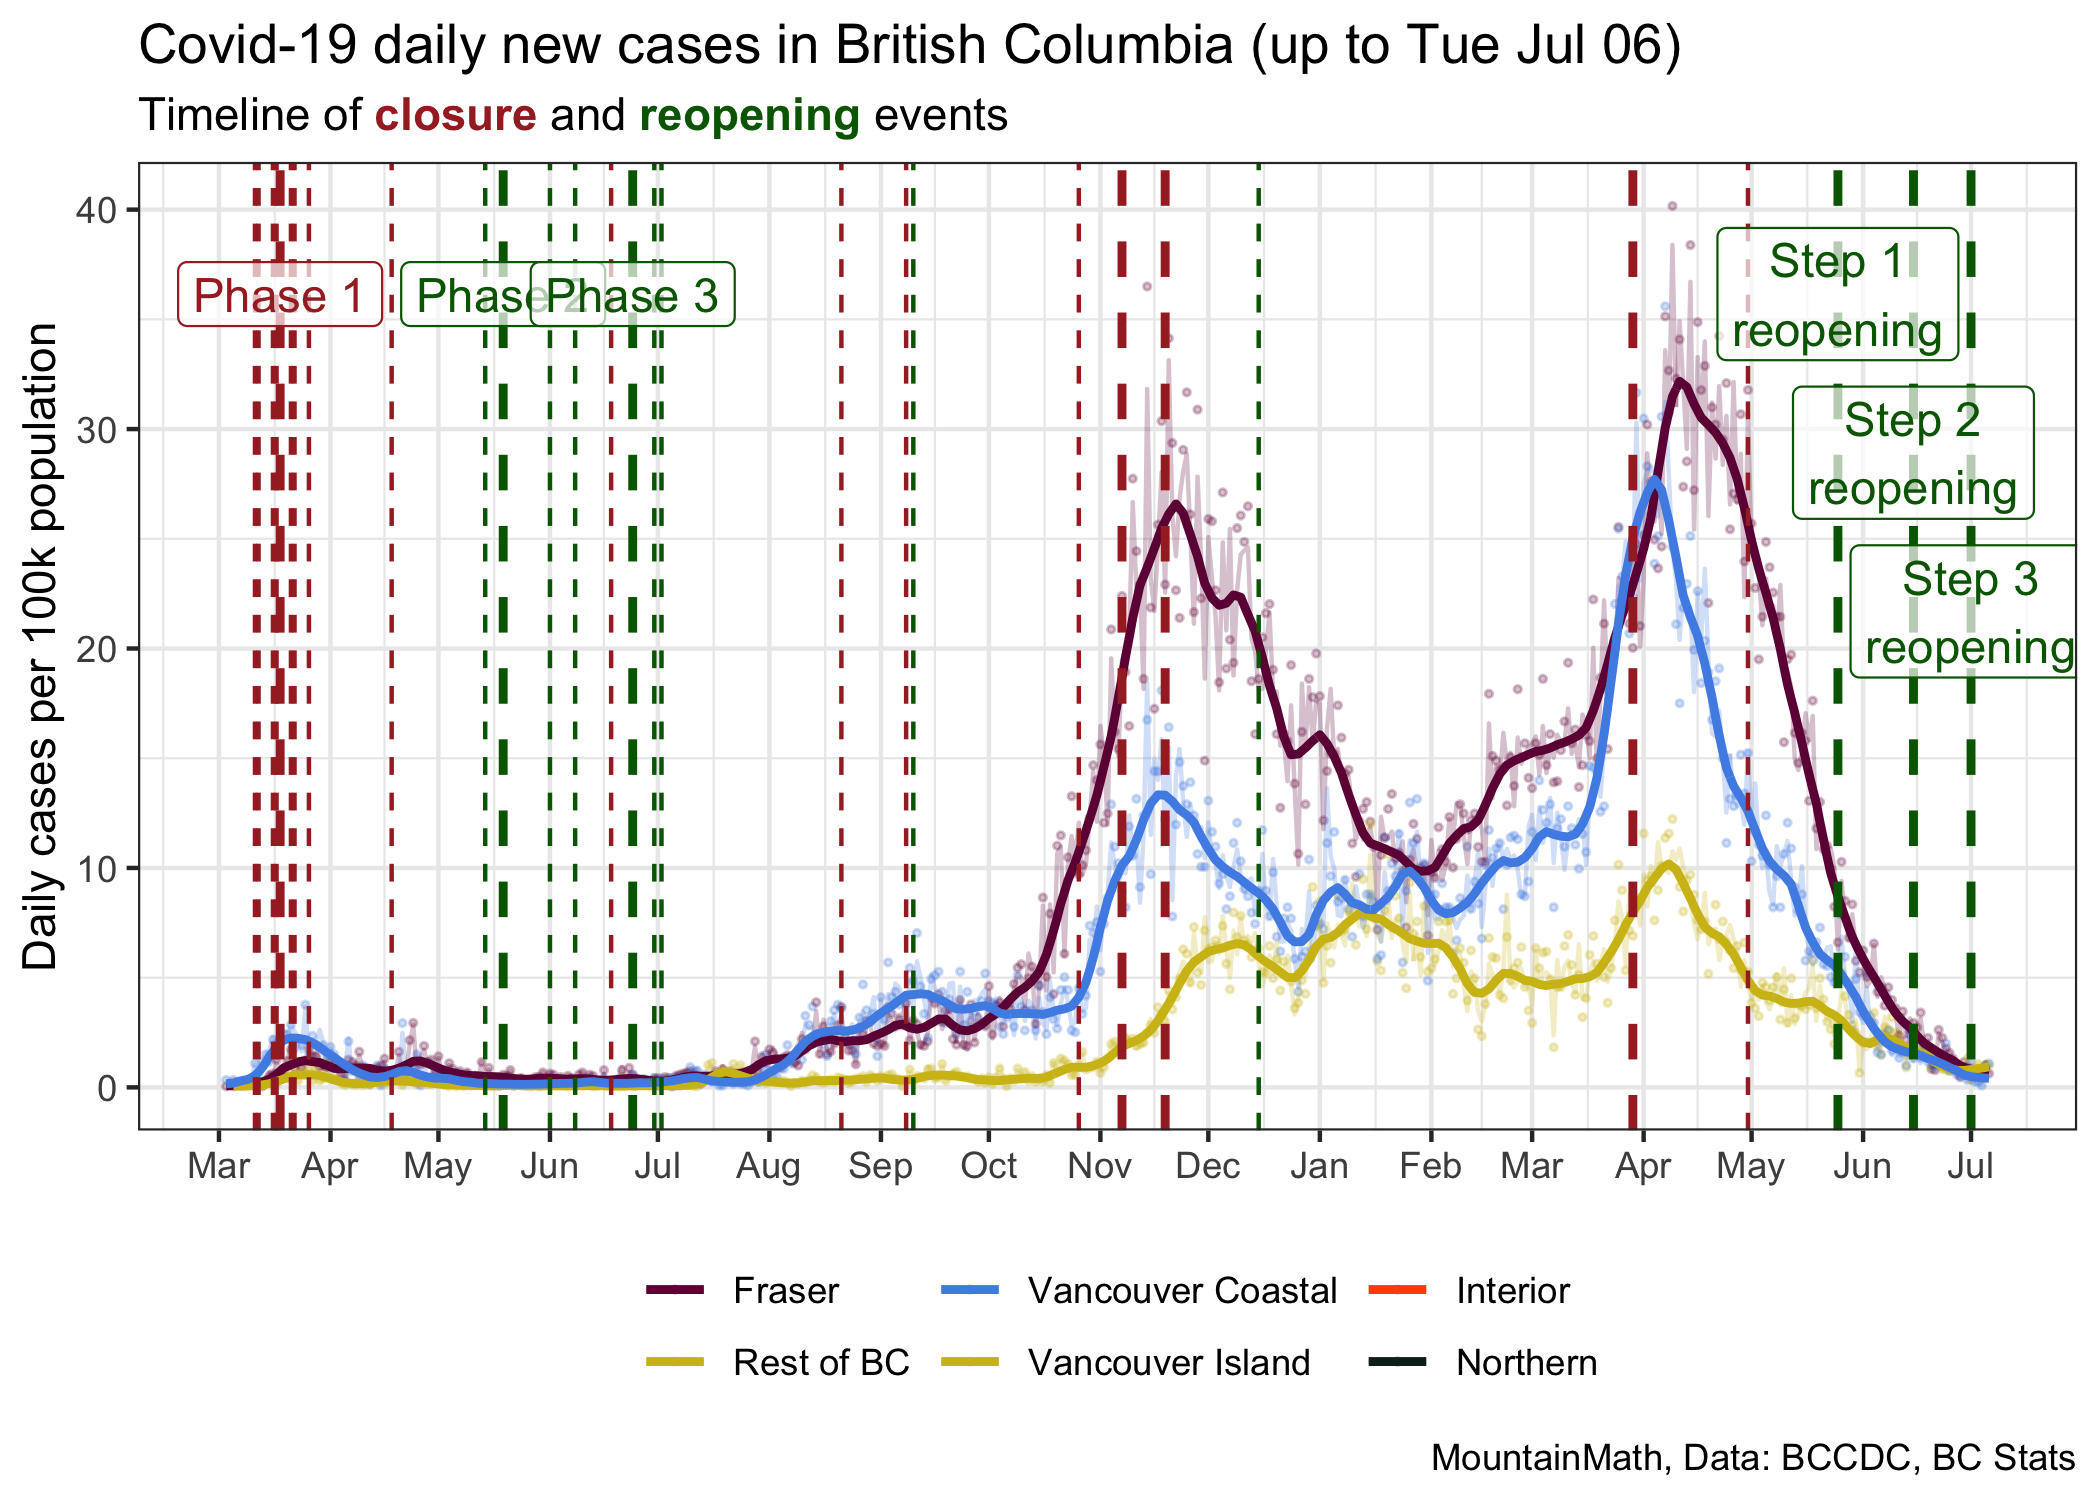 Covid-19 daily new cases in British Columbia (up to Tue Jul 06)
Timeline of closure and reopening events
Daily cases per 100k population
40
30
20
10
0
Phase 1
Phase 2
Phase 3
Step 1
reopening
Step 2
reopening
Step 3
reopening
Mar Apr May Jun Jul Aug Sep Oct Nov Dec Jan Feb Mar Apr May Jun Jul
Fraser Vancouver Coastal Interior
Rest of BC Vancouver Island Northern
MountainMath, Data: BCCDC, BC Stats